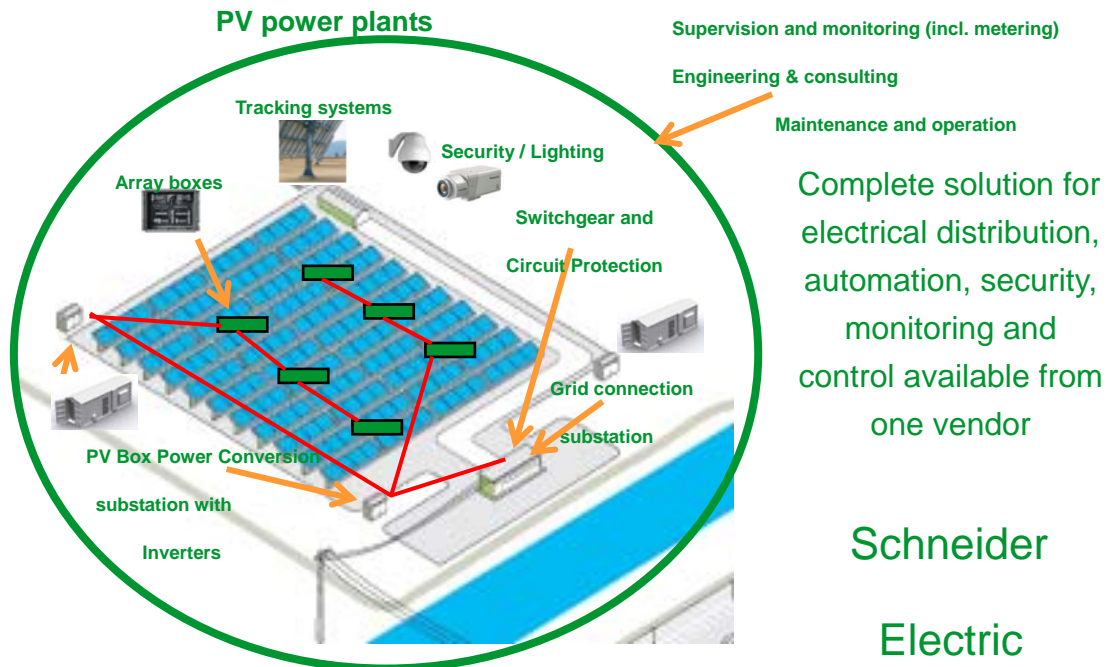 PV power plants
Supervision and monitoring (incl. metering)
Engineering & consulting
Maintenance and operation
Tracking systems
Security / Lighting
Array boxes
Switchgear and
Circuit Protection
Grid connection
substation
PV Box Power Conversion
substation with
Inverters
Complete solution for
electrical distribution,
automation, security,
monitoring and
control available from
one vendor
Schneider
Electric